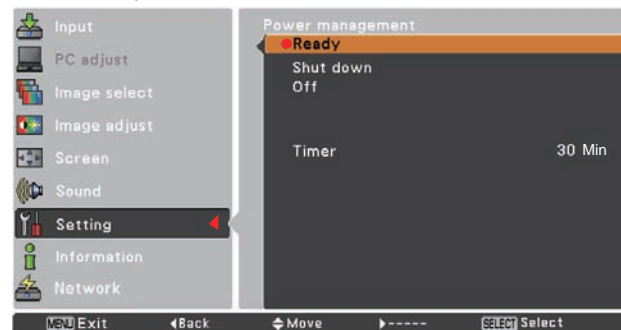 Input
PC adjust
Image select
Image adjust
Screen
Sound
Setting
Information
Network
Power management
Ready
Shut down
Off
Timer 30 Min
MENU Exit ◀Back ◆Move ▶----- SELECT Select